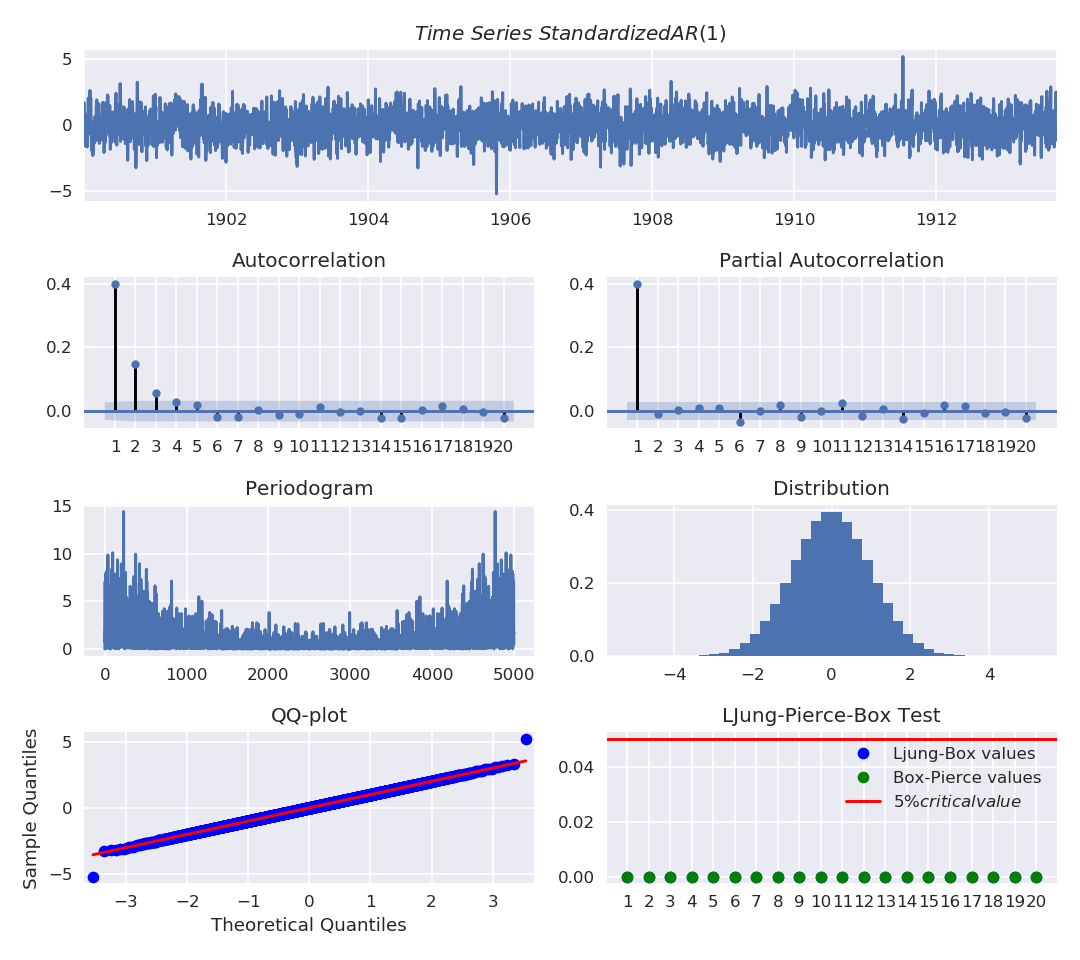 Time Series StandardizedAR(1)
5
0
−5
1902 1904 1906 1908 1910 1912
Autocorrelation
0.4
0.2
0.0
1 2 3 4 5 6 7 8 9 10 11 12 13 14 15 16 17 18 19 20
Partial Autocorrelation
0.4
0.2
0.0
1 2 3 4 5 6 7 8 9 10 11 12 13 14 15 16 17 18 19 20
Periodogram
15
10
5
0
0 1000 2000 3000 4000 5000
Distribution
0.4
0.2
0.0
−4 −2 0 2 4
QQ-plot
Sample Quantiles
5
0
−5
−3 −2 −1 0 1 2 3
Theoretical Quantiles
LJung-Pierce-Box Test
Ljung-Box values
Box-Pierce values
5%criticalvalue
0.04
0.02
0.00
1 2 3 4 5 6 7 8 9 10 11 12 13 14 15 16 17 18 19 20